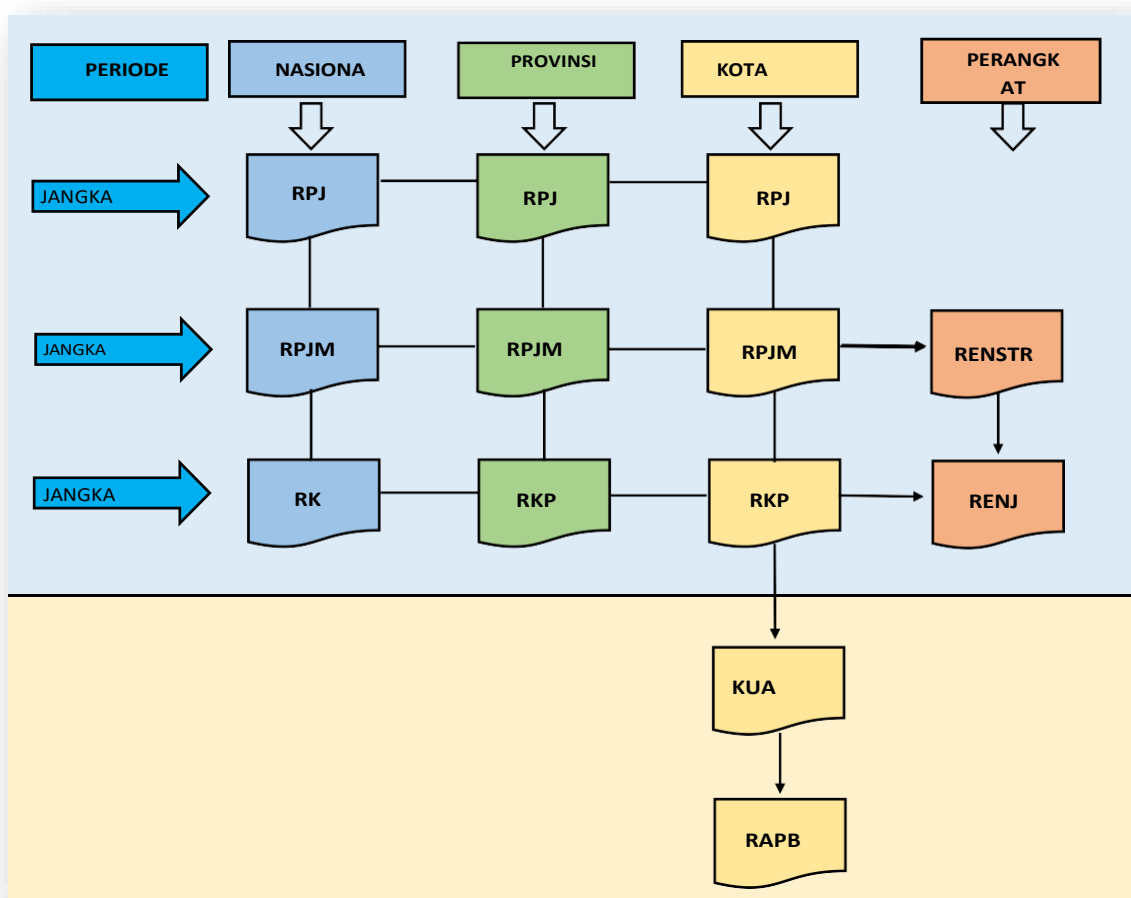 PERIODE
NASIONA
PROVINSI
KOTA
PERANGK
AT
JANGKA
RPJ
RPJ
RPJ
JANGKA
RPJM
RPJM
RPJM
RENSTR
JANGKA
RK
RKP
RKP
RENJ
KUA
RAPB